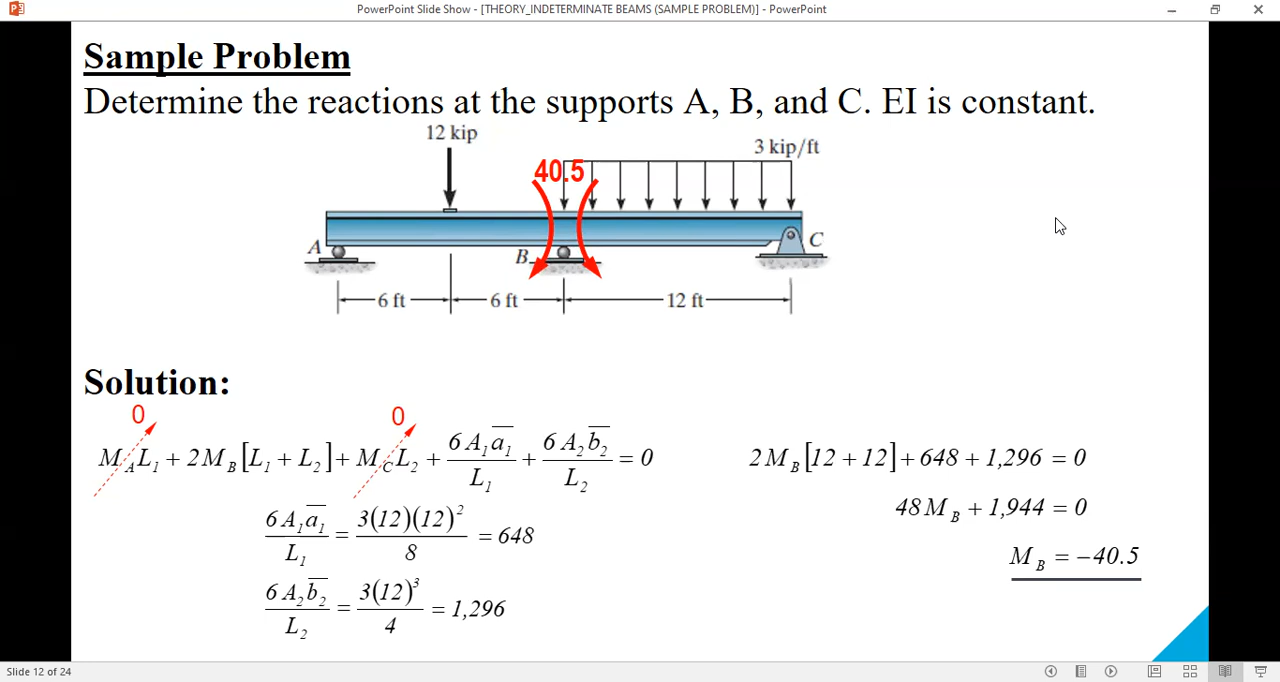 PowerPoint Slide Show - [THEORY_INDETERMINATE BEAMS (SAMPLE PROBLEM)] - PowerPoint
Sample Problem
Determine the reactions at the supports A, B, and C. EI is constant.
12 kip
3 kip/ft
40.5
A
B
C
6 ft
6 ft
12 ft
Solution:
0
0
M_A L_1 + 2M_B [L_1 + L_2] + M_C L_2 + 6A_1a̅_1/L_1 + 6A_2b̅_2/L_2 = 0
2M_B [12 + 12] + 648 + 1,296 = 0
6A_1a̅_1/L_1 = 3(12)(12)²/8 = 648
48M_B + 1,944 = 0
M_B = −40.5
6A_2b̅_2/L_2 = 3(12)³/4 = 1,296
Slide 12 of 24